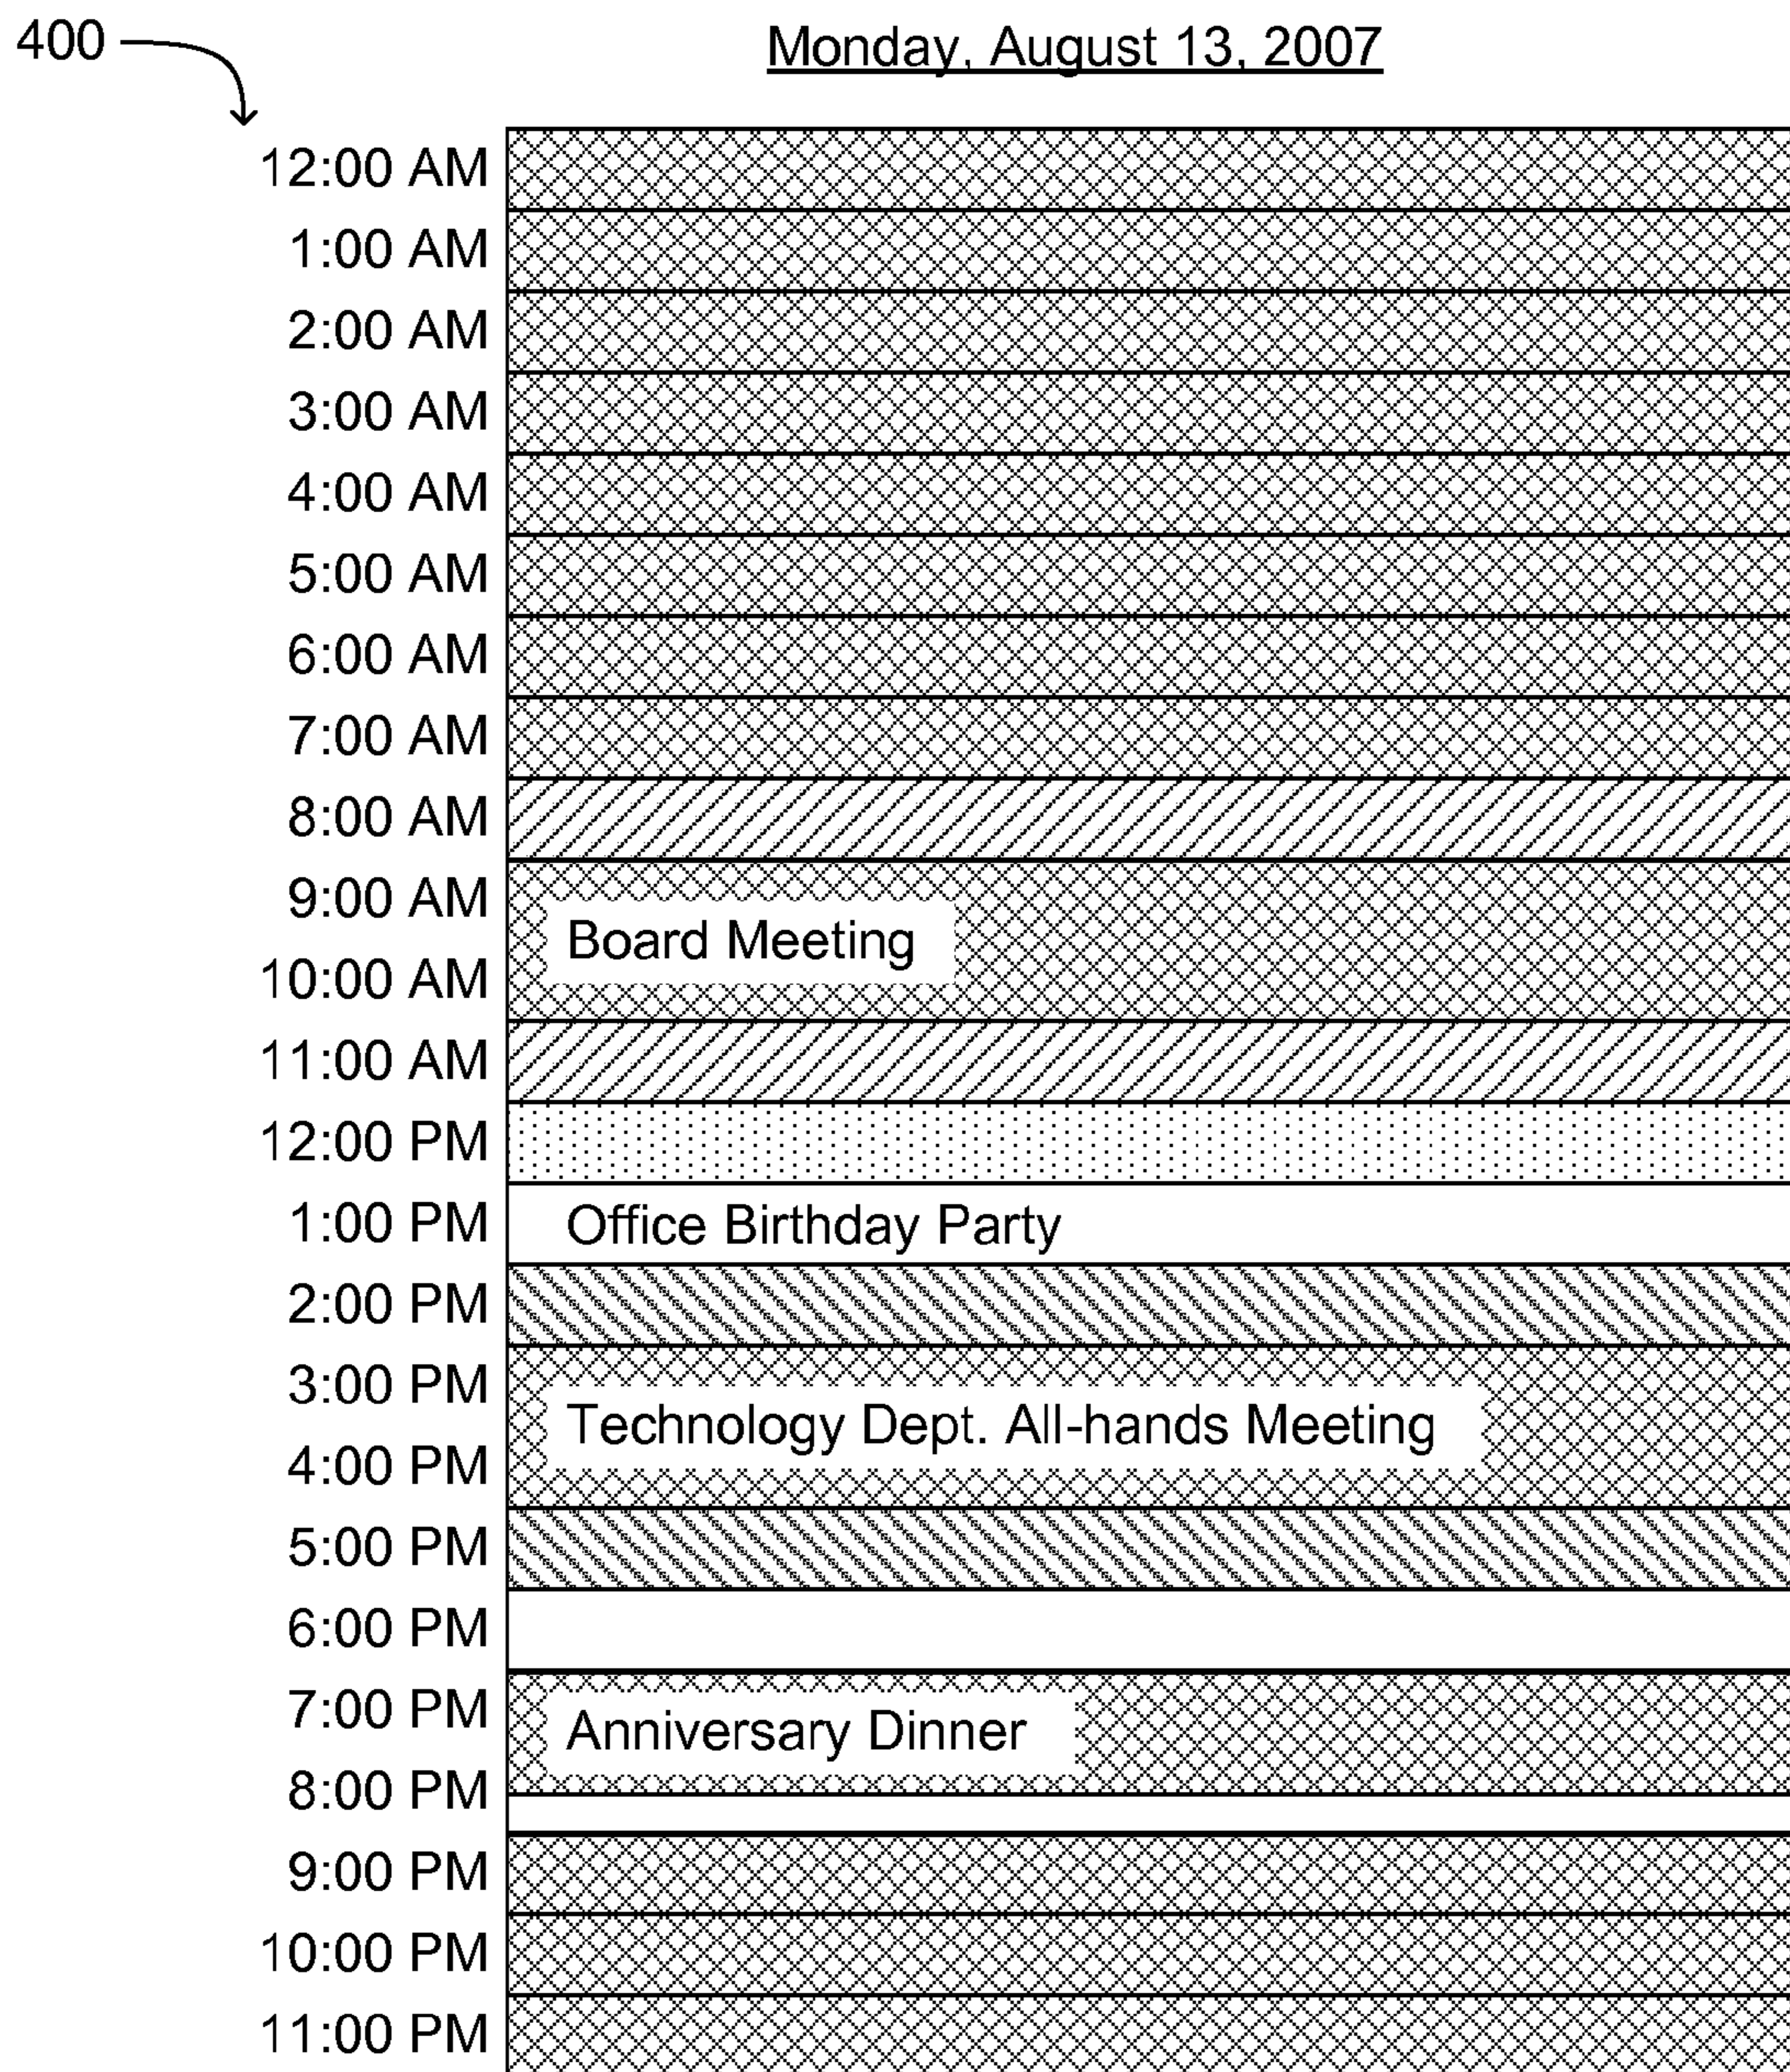 400
Monday, August 13, 2007
12:00 AM
1:00 AM
2:00 AM
3:00 AM
4:00 AM
5:00 AM
6:00 AM
7:00 AM
8:00 AM
9:00 AM
Board Meeting
10:00 AM
11:00 AM
12:00 PM
1:00 PM Office Birthday Party
2:00 PM
3:00 PM
Technology Dept. All-hands Meeting
4:00 PM
5:00 PM
6:00 PM
7:00 PM
Anniversary Dinner
8:00 PM
9:00 PM
10:00 PM
11:00 PM